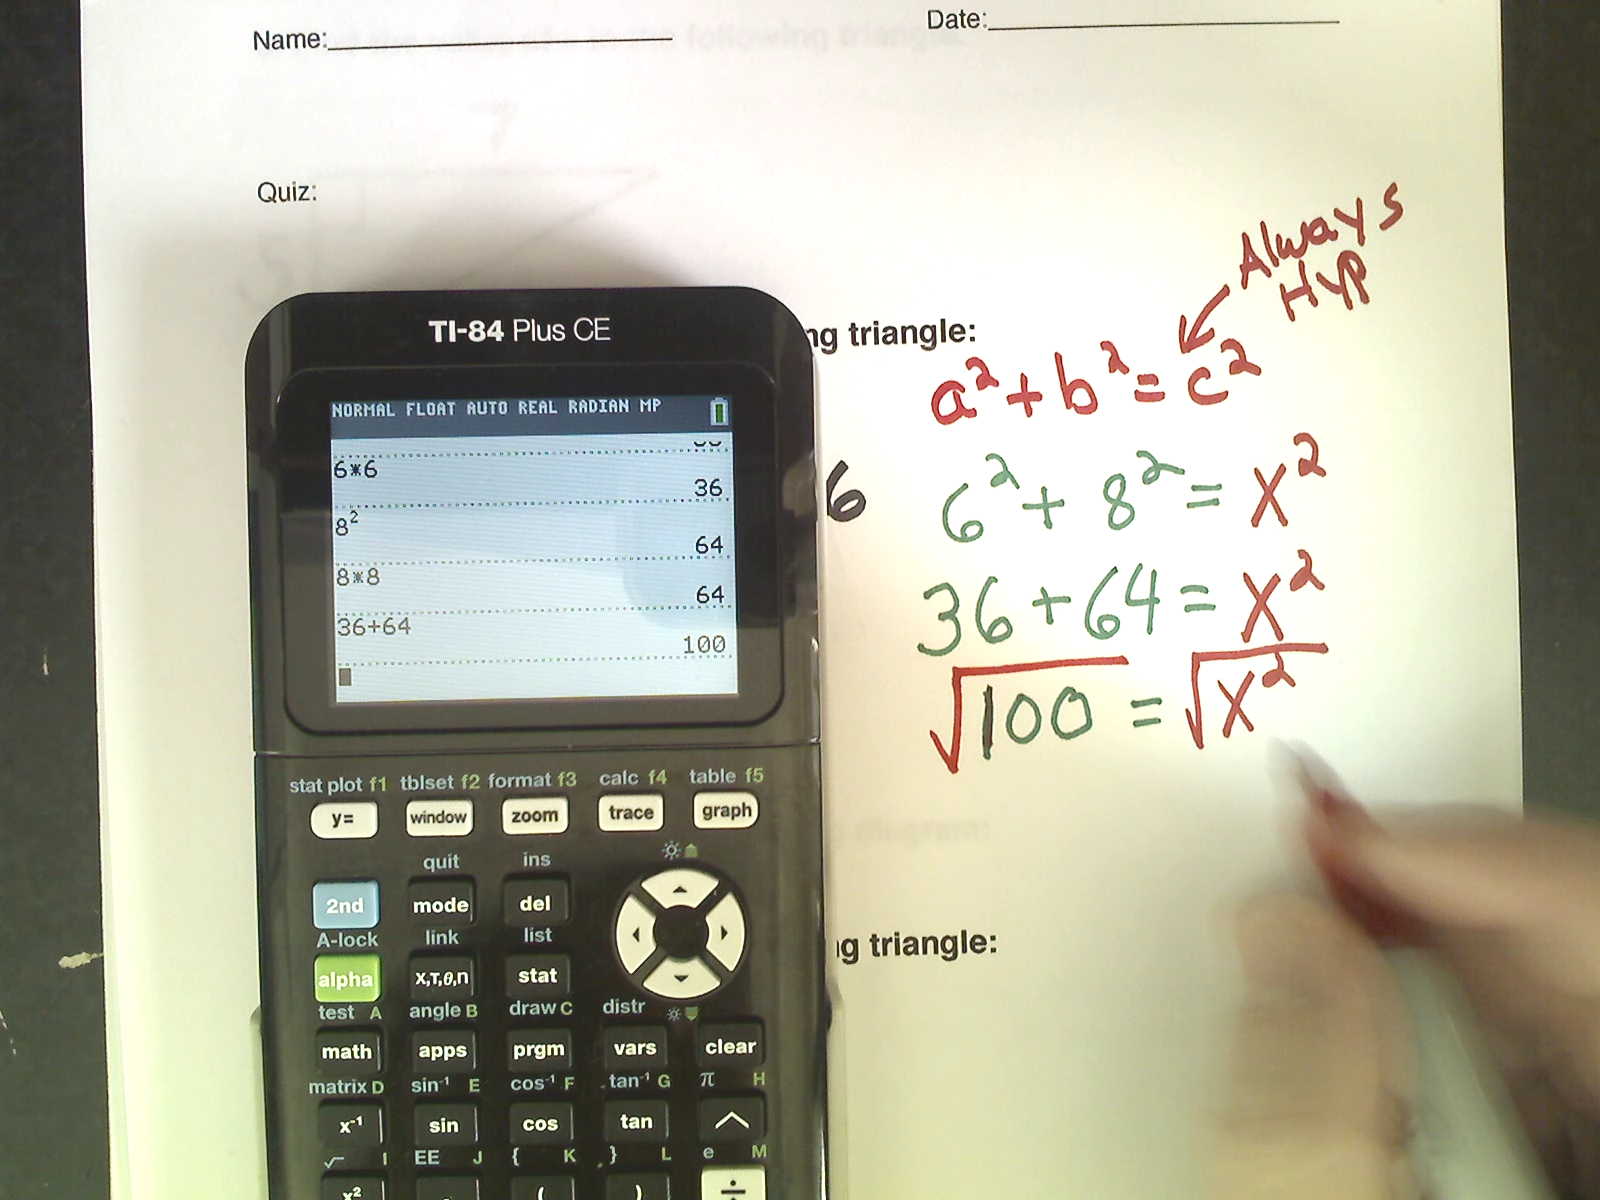 Date:
Name:
Quiz:
Always
HYP
ng triangle:
a² + b² = c²
6
6² + 8² = x²
36 + 64 = x²
√100 = √x²
TI-84 Plus CE
NORMAL FLOAT AUTO REAL RADIAN MP
6*6
36
8²
64
8*8
64
36+64
100
stat plot f1 tblset f2 format f3 calc f4 table f5
y= window zoom trace graph
quit ins
2nd mode del
A-lock link list
alpha X,T,θ,n stat
test A angle B draw C distr
math apps prgm vars clear
matrix D sin⁻¹ E cos⁻¹ F tan⁻¹ G π H
x⁻¹ sin cos tan ^
√ I EE J { K } L e M
x² , ( ) ÷
diagram:
g triangle: